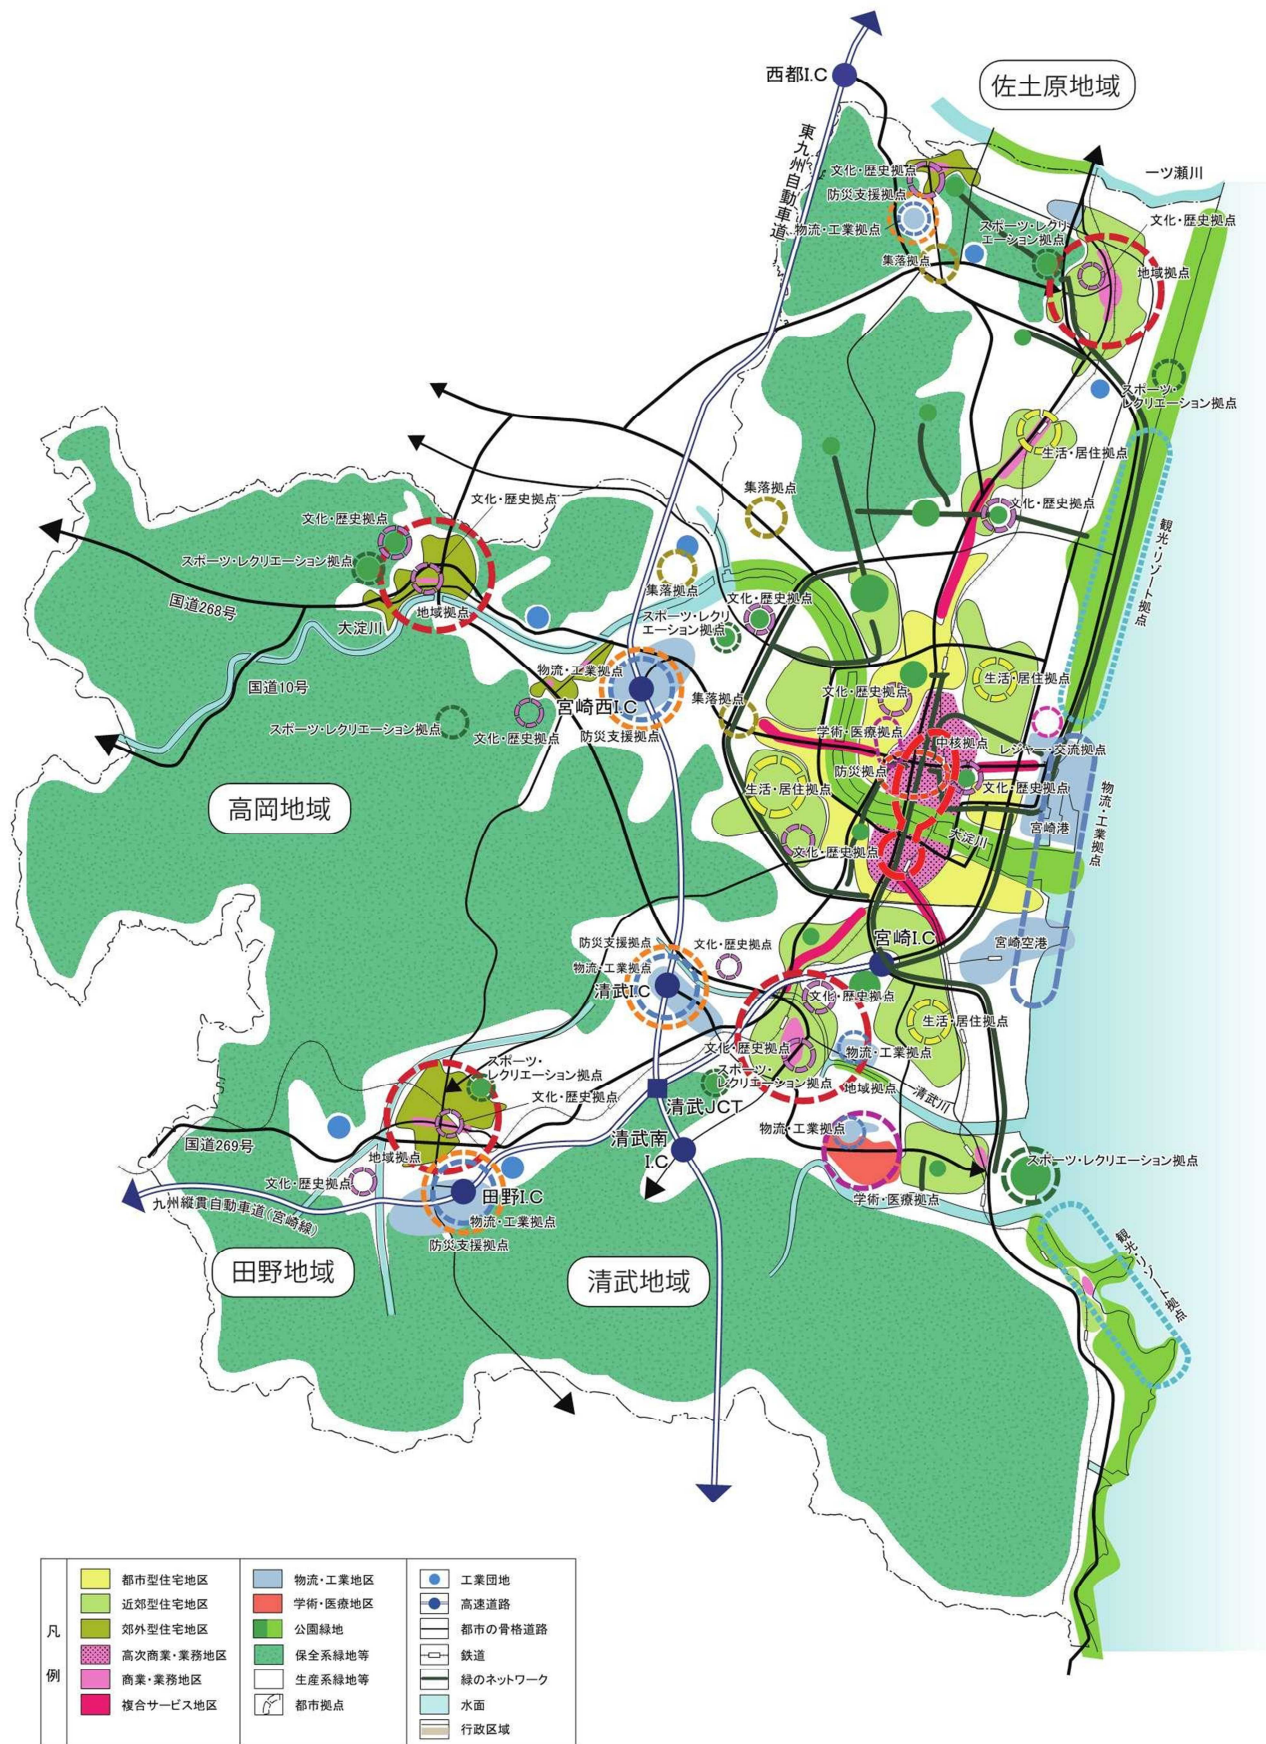 西都I.C
佐土原地域
東九州自動車道
一ツ瀬川
文化・歴史拠点
防災支援拠点
物流・工業拠点
スポーツ・レクリ
エーション拠点
文化・歴史拠点
集落拠点
地域拠点
スポーツ・
レクリエーション拠点
生活・居住拠点
集落拠点
文化・歴史拠点
文化・歴史拠点
文化・歴史拠点
スポーツ・レクリエーション拠点
観光・リゾート拠点
集落拠点
国道268号
地域拠点
大淀川
文化・歴史拠点
スポーツ・レクリ
エーション拠点
物流・工業拠点
国道10号
生活・居住拠点
文化・歴史拠点
集落拠点
宮崎西I.C
スポーツ・レクリエーション拠点
文化・歴史拠点
防災支援拠点
学術・医療拠点
中核拠点
レジャー・交流拠点
防災拠点
生活・居住拠点
文化・歴史拠点
高岡地域
物流・工業拠点
宮崎港
大淀川
文化・歴史拠点
宮崎I.C
宮崎空港
防災支援拠点
文化・歴史拠点
物流・工業拠点
清武I.C
文化・歴史拠点
生活・居住拠点
文化・歴史拠点
物流・工業拠点
スポーツ・
レクリエーション拠点
スポーツ・
レクリエーション拠点
地域拠点
文化・歴史拠点
清武JCT
清武川
物流・工業拠点
清武南
I.C
国道269号
地域拠点
スポーツ・レクリエーション拠点
文化・歴史拠点
田野I.C
学術・医療拠点
九州縦貫自動車道(宮崎線)
物流・工業拠点
防災支援拠点
観光・リゾート拠点
田野地域
清武地域
凡例
都市型住宅地区
近郊型住宅地区
郊外型住宅地区
高次商業・業務地区
商業・業務地区
複合サービス地区
物流・工業地区
学術・医療地区
公園緑地
保全系緑地等
生産系緑地等
都市拠点
工業団地
高速道路
都市の骨格道路
鉄道
緑のネットワーク
水面
行政区域